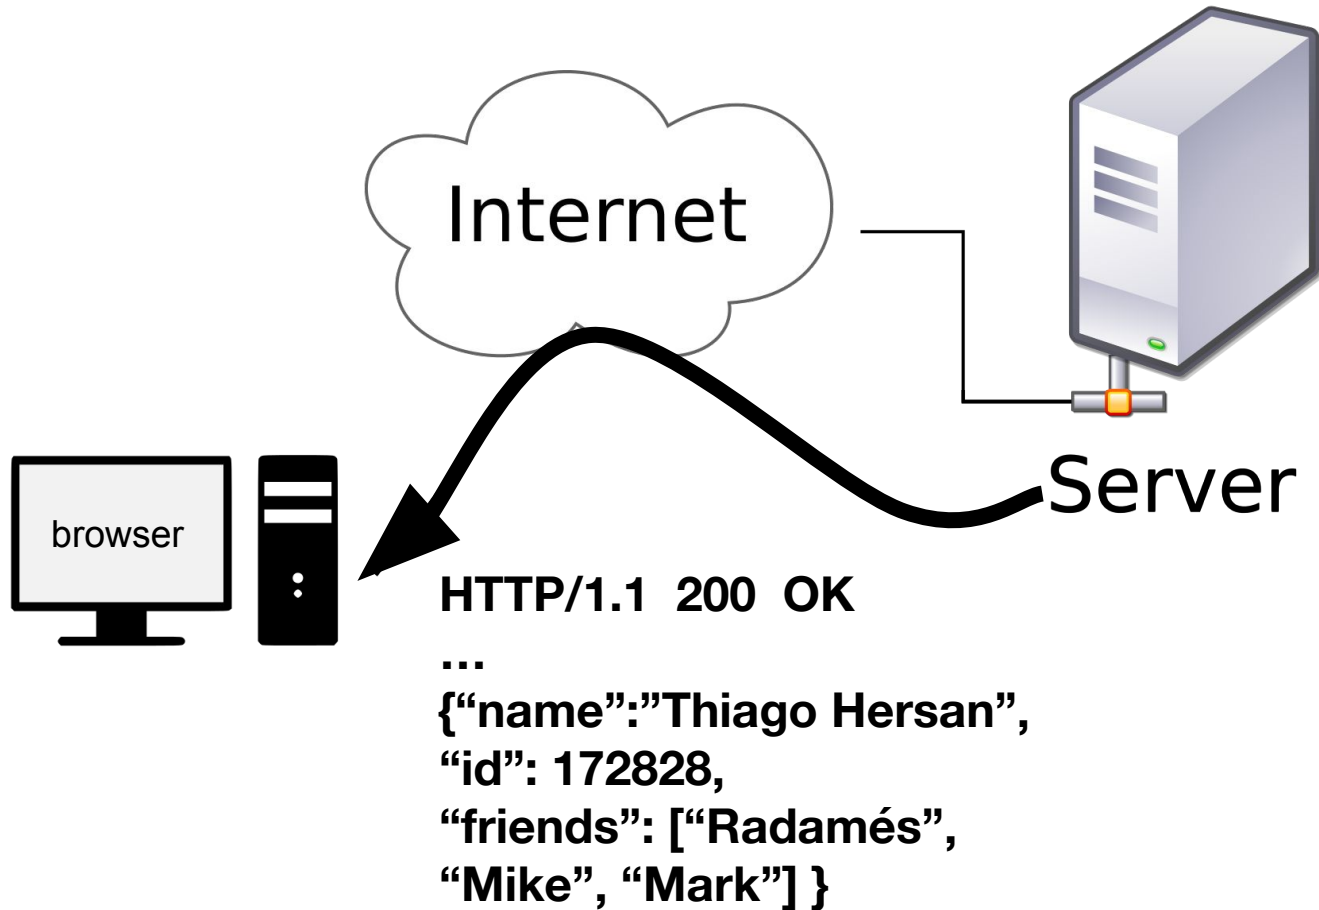 Internet
Server
browser
HTTP/1.1 200 OK
…
{“name”:”Thiago Hersan”,
“id”: 172828,
“friends”: [“Radamés”,
“Mike”, “Mark”] }